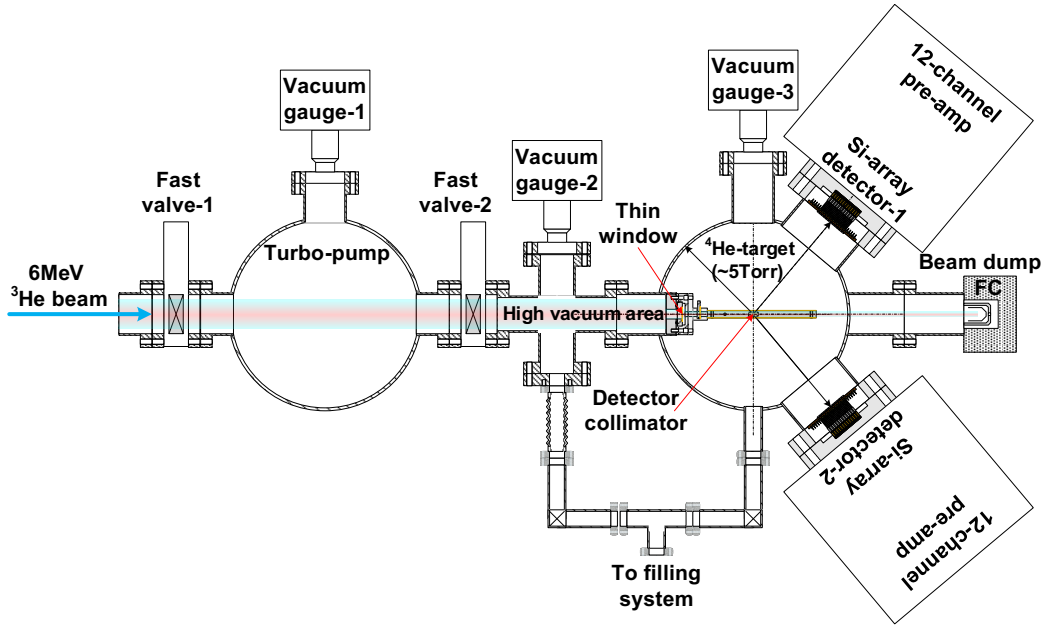 Vacuum
gauge-1
Fast
valve-1
Turbo-pump
6MeV
³He beam
Fast
valve-2
Vacuum
gauge-2
High vacuum area
Thin
window
Vacuum
gauge-3
⁴He-target
(~5Torr)
Detector
collimator
12-channel
pre-amp
Si-array
detector-1
Beam dump
FC
Si-array
detector-2
12-channel
pre-amp
To filling
system